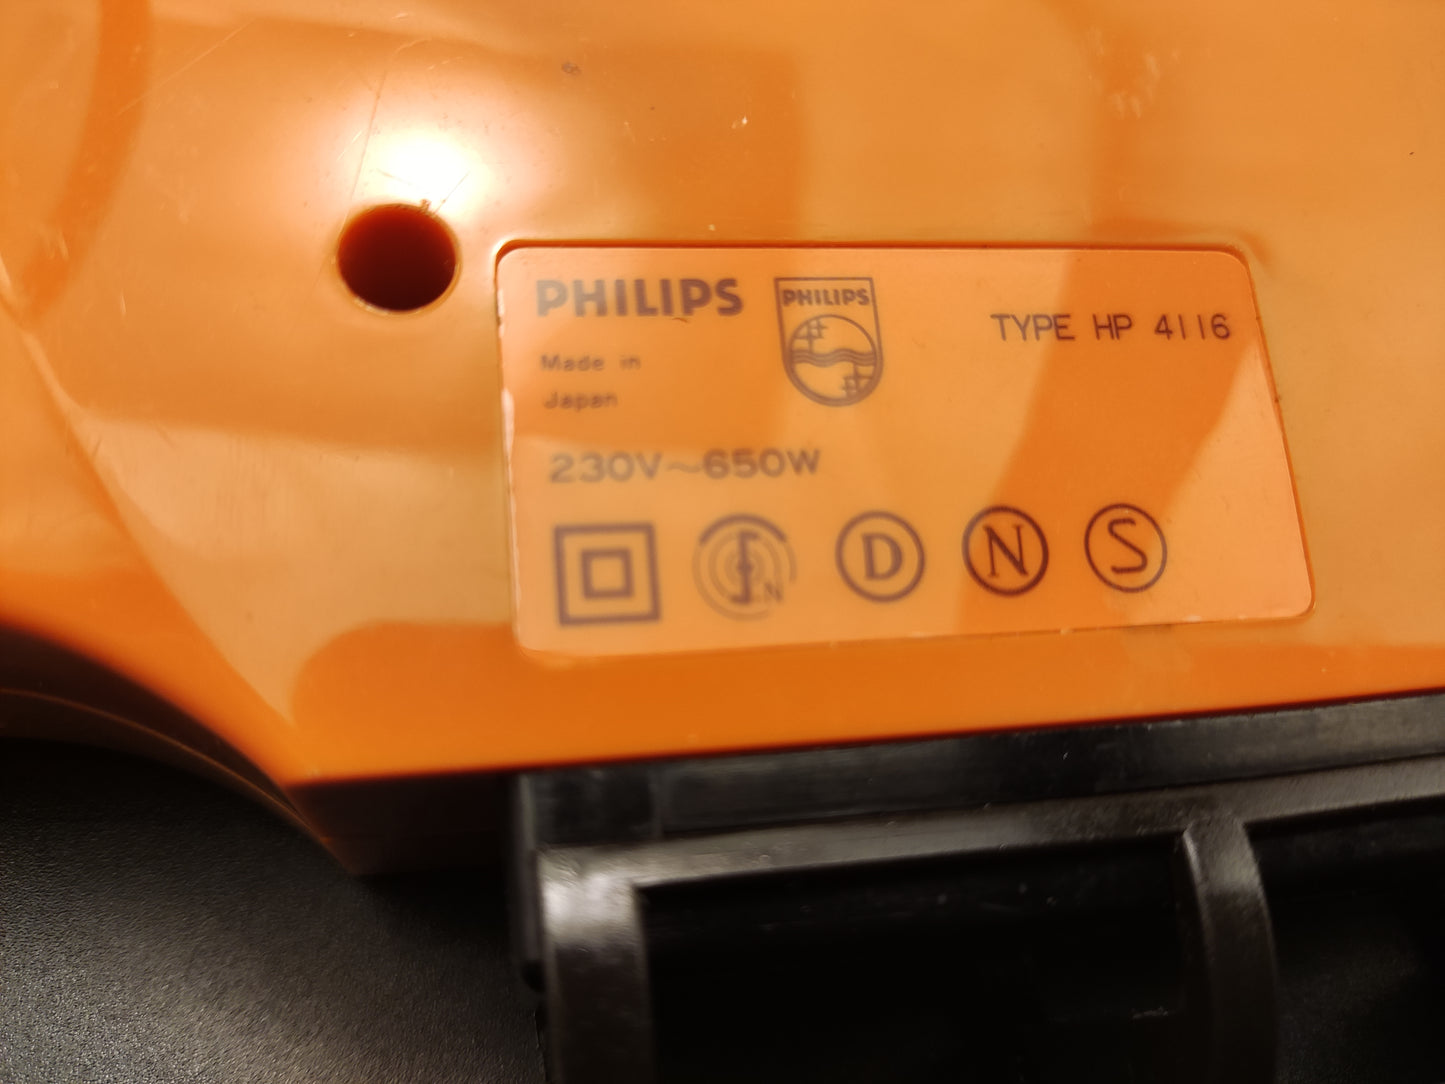 PHILIPS
PHILIPS
TYPE HP 4116
Made in
Japan
230V~650W
N
D
N
S